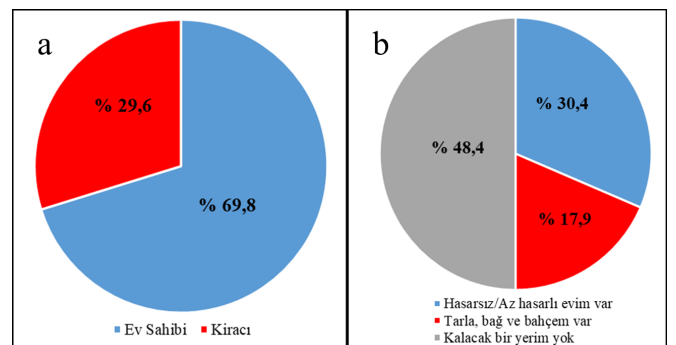 a
% 29,6
% 69,8
Ev Sahibi
Kiracı
b
% 30,4
% 48,4
% 17,9
Hasarsız/Az hasarlı evim var
Tarla, bağ ve bahçem var
Kalacak bir yerim yok